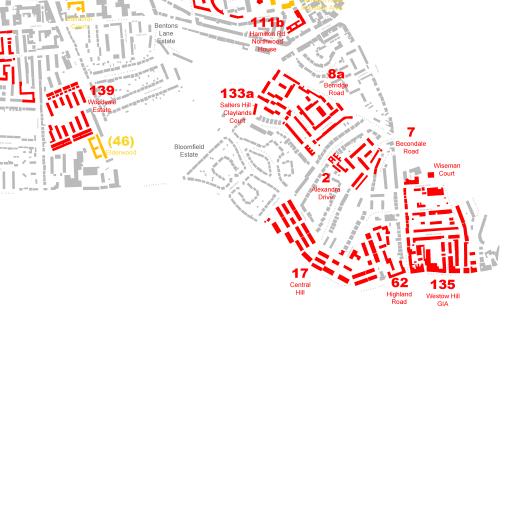 Bentons
Lane
Estate
111b
Hamilton Rd
Northwood
House
139
Woodvale
Estate
(46)
133a
Salters Hill
Claylands
Court
8a
Berridge
Road
7
Becondale
Road
Bloomfield
Estate
Wiseman
Court
2
Alexandra
Drive
17
Central
Hill
62
Highland
Road
135
Westow Hill
GIA